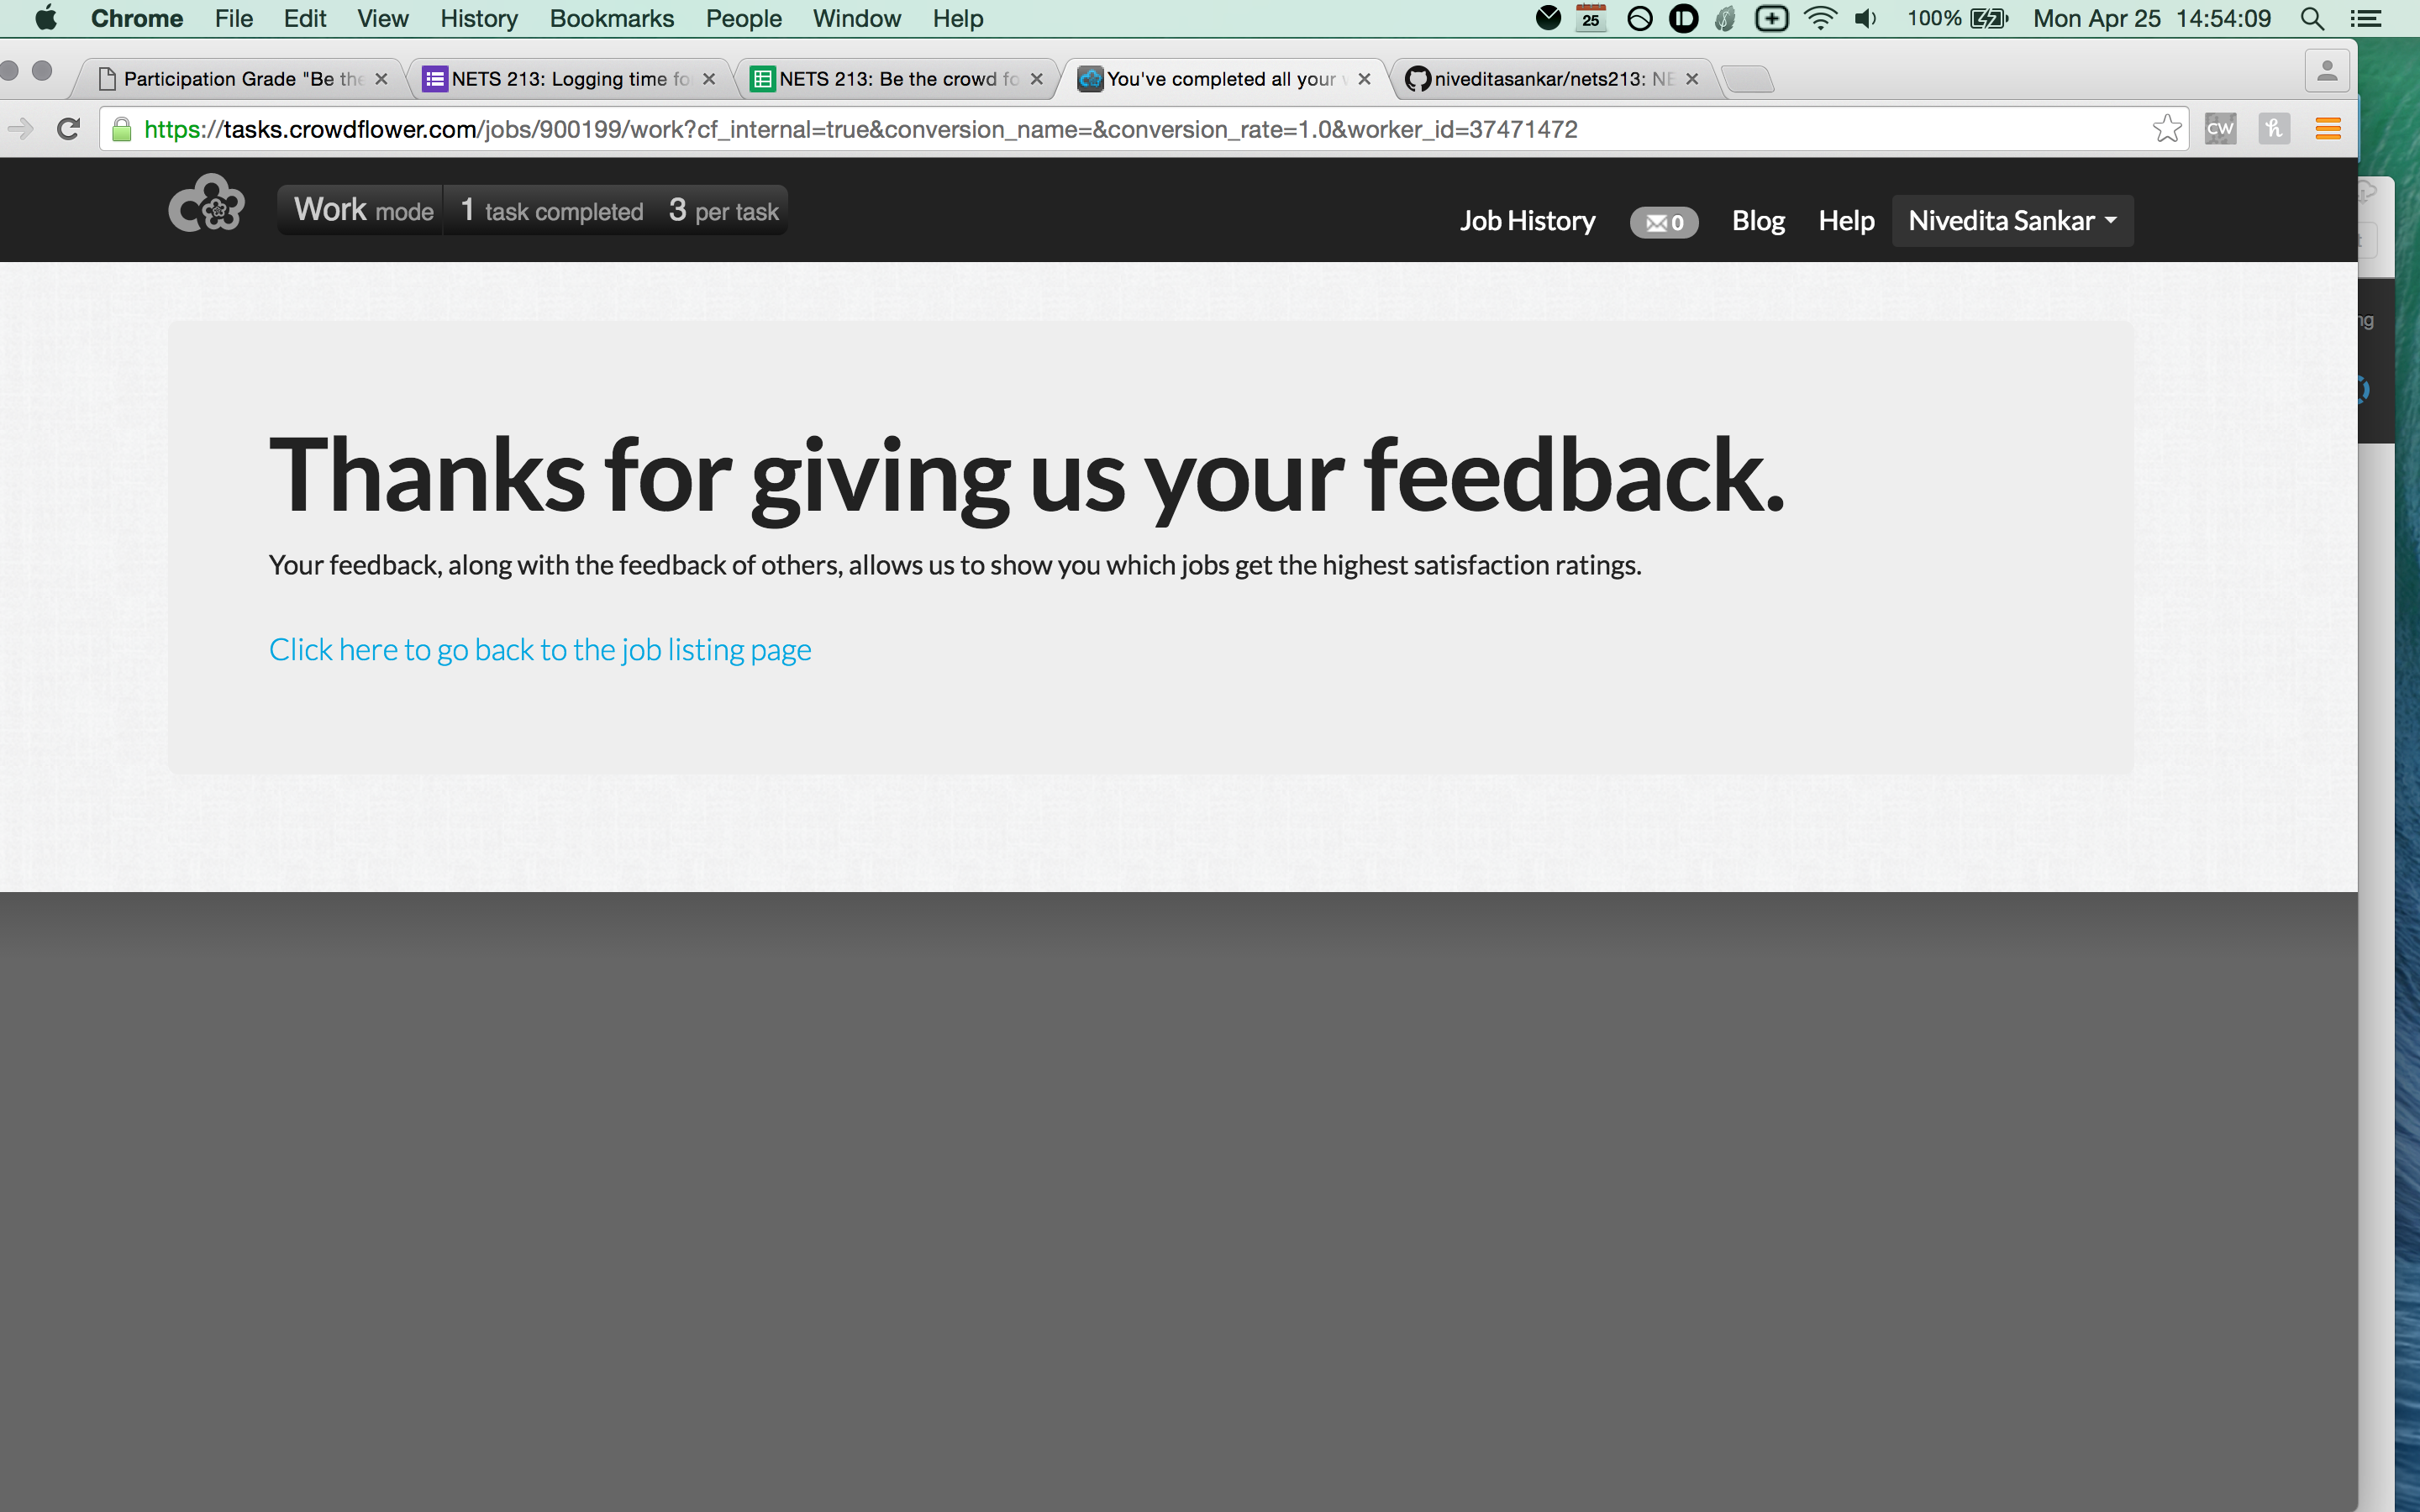 Chrome File Edit View History Bookmarks People Window Help 25 100% Mon Apr 25 14:54:09
Participation Grade "Be the NETS 213: Logging time fo NETS 213: Be the crowd fo You've completed all your niveditasankar/nets213: NE
https://tasks.crowdflower.com/jobs/900199/work?cf_internal=true&conversion_name=&conversion_rate=1.0&worker_id=37471472 CW h
Work mode 1 task completed 3 per task Job History 0 Blog Help Nivedita Sankar
Thanks for giving us your feedback.
Your feedback, along with the feedback of others, allows us to show you which jobs get the highest satisfaction ratings.
Click here to go back to the job listing page